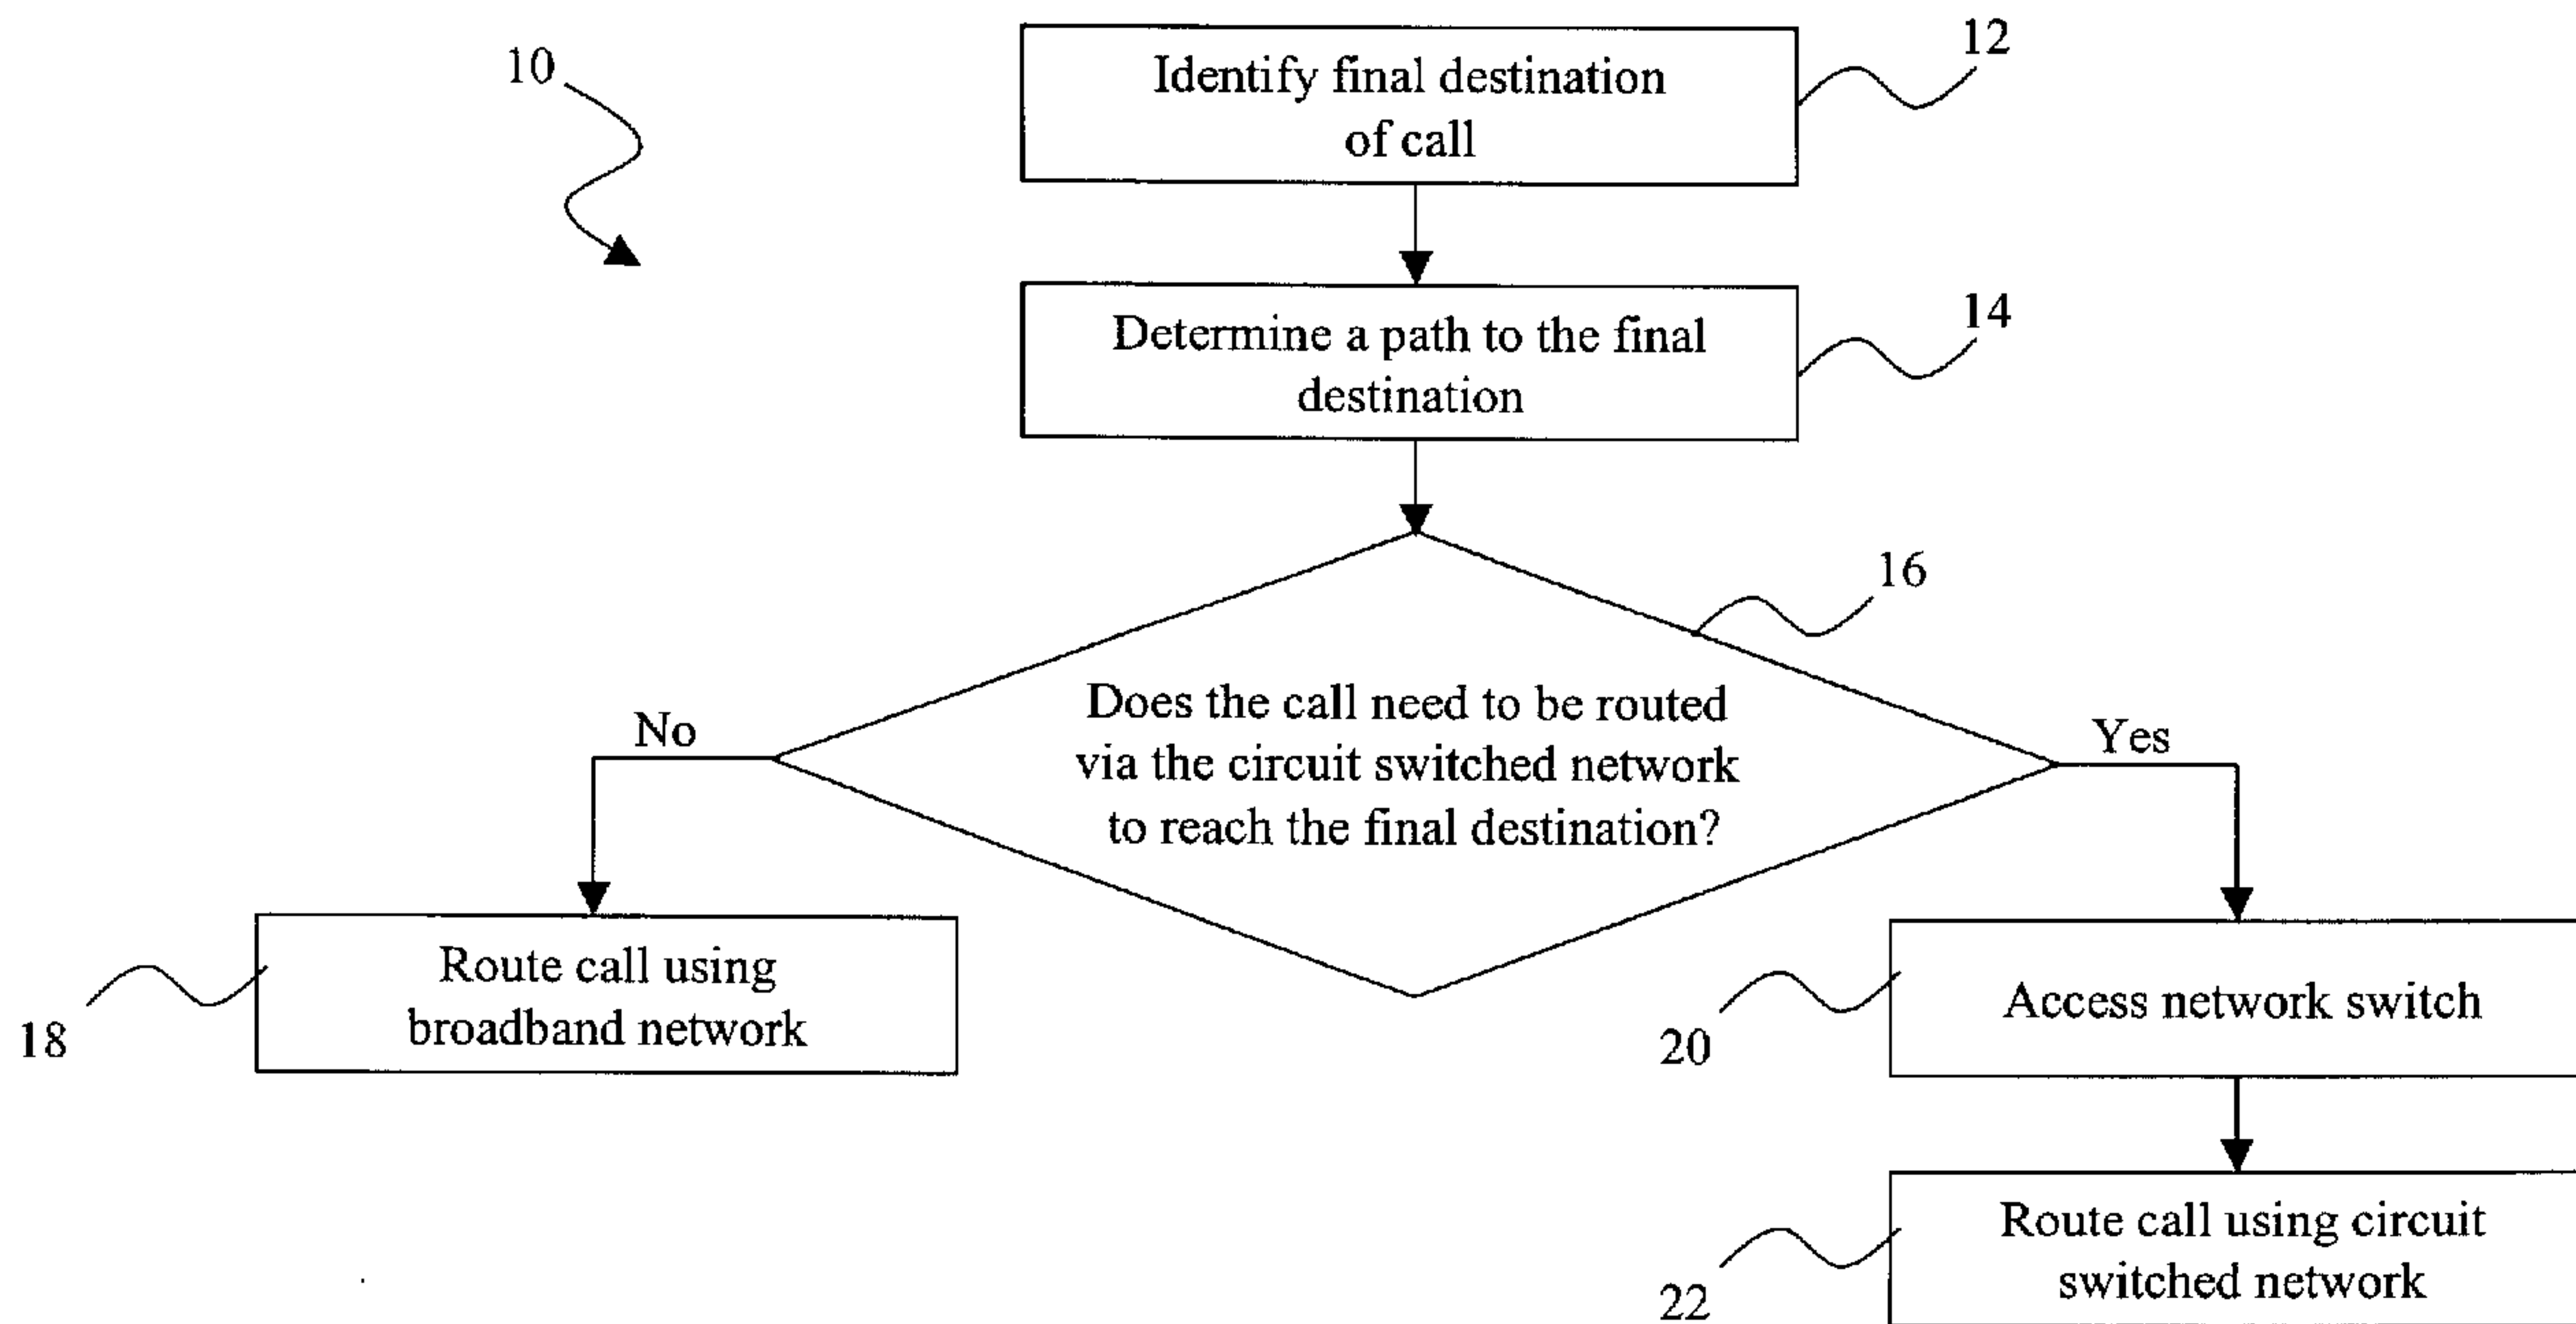 10
12
Identify final destination
of call
14
Determine a path to the final
destination
16
Does the call need to be routed
via the circuit switched network
to reach the final destination?
No
Yes
18
Route call using
broadband network
20
Access network switch
22
Route call using circuit
switched network